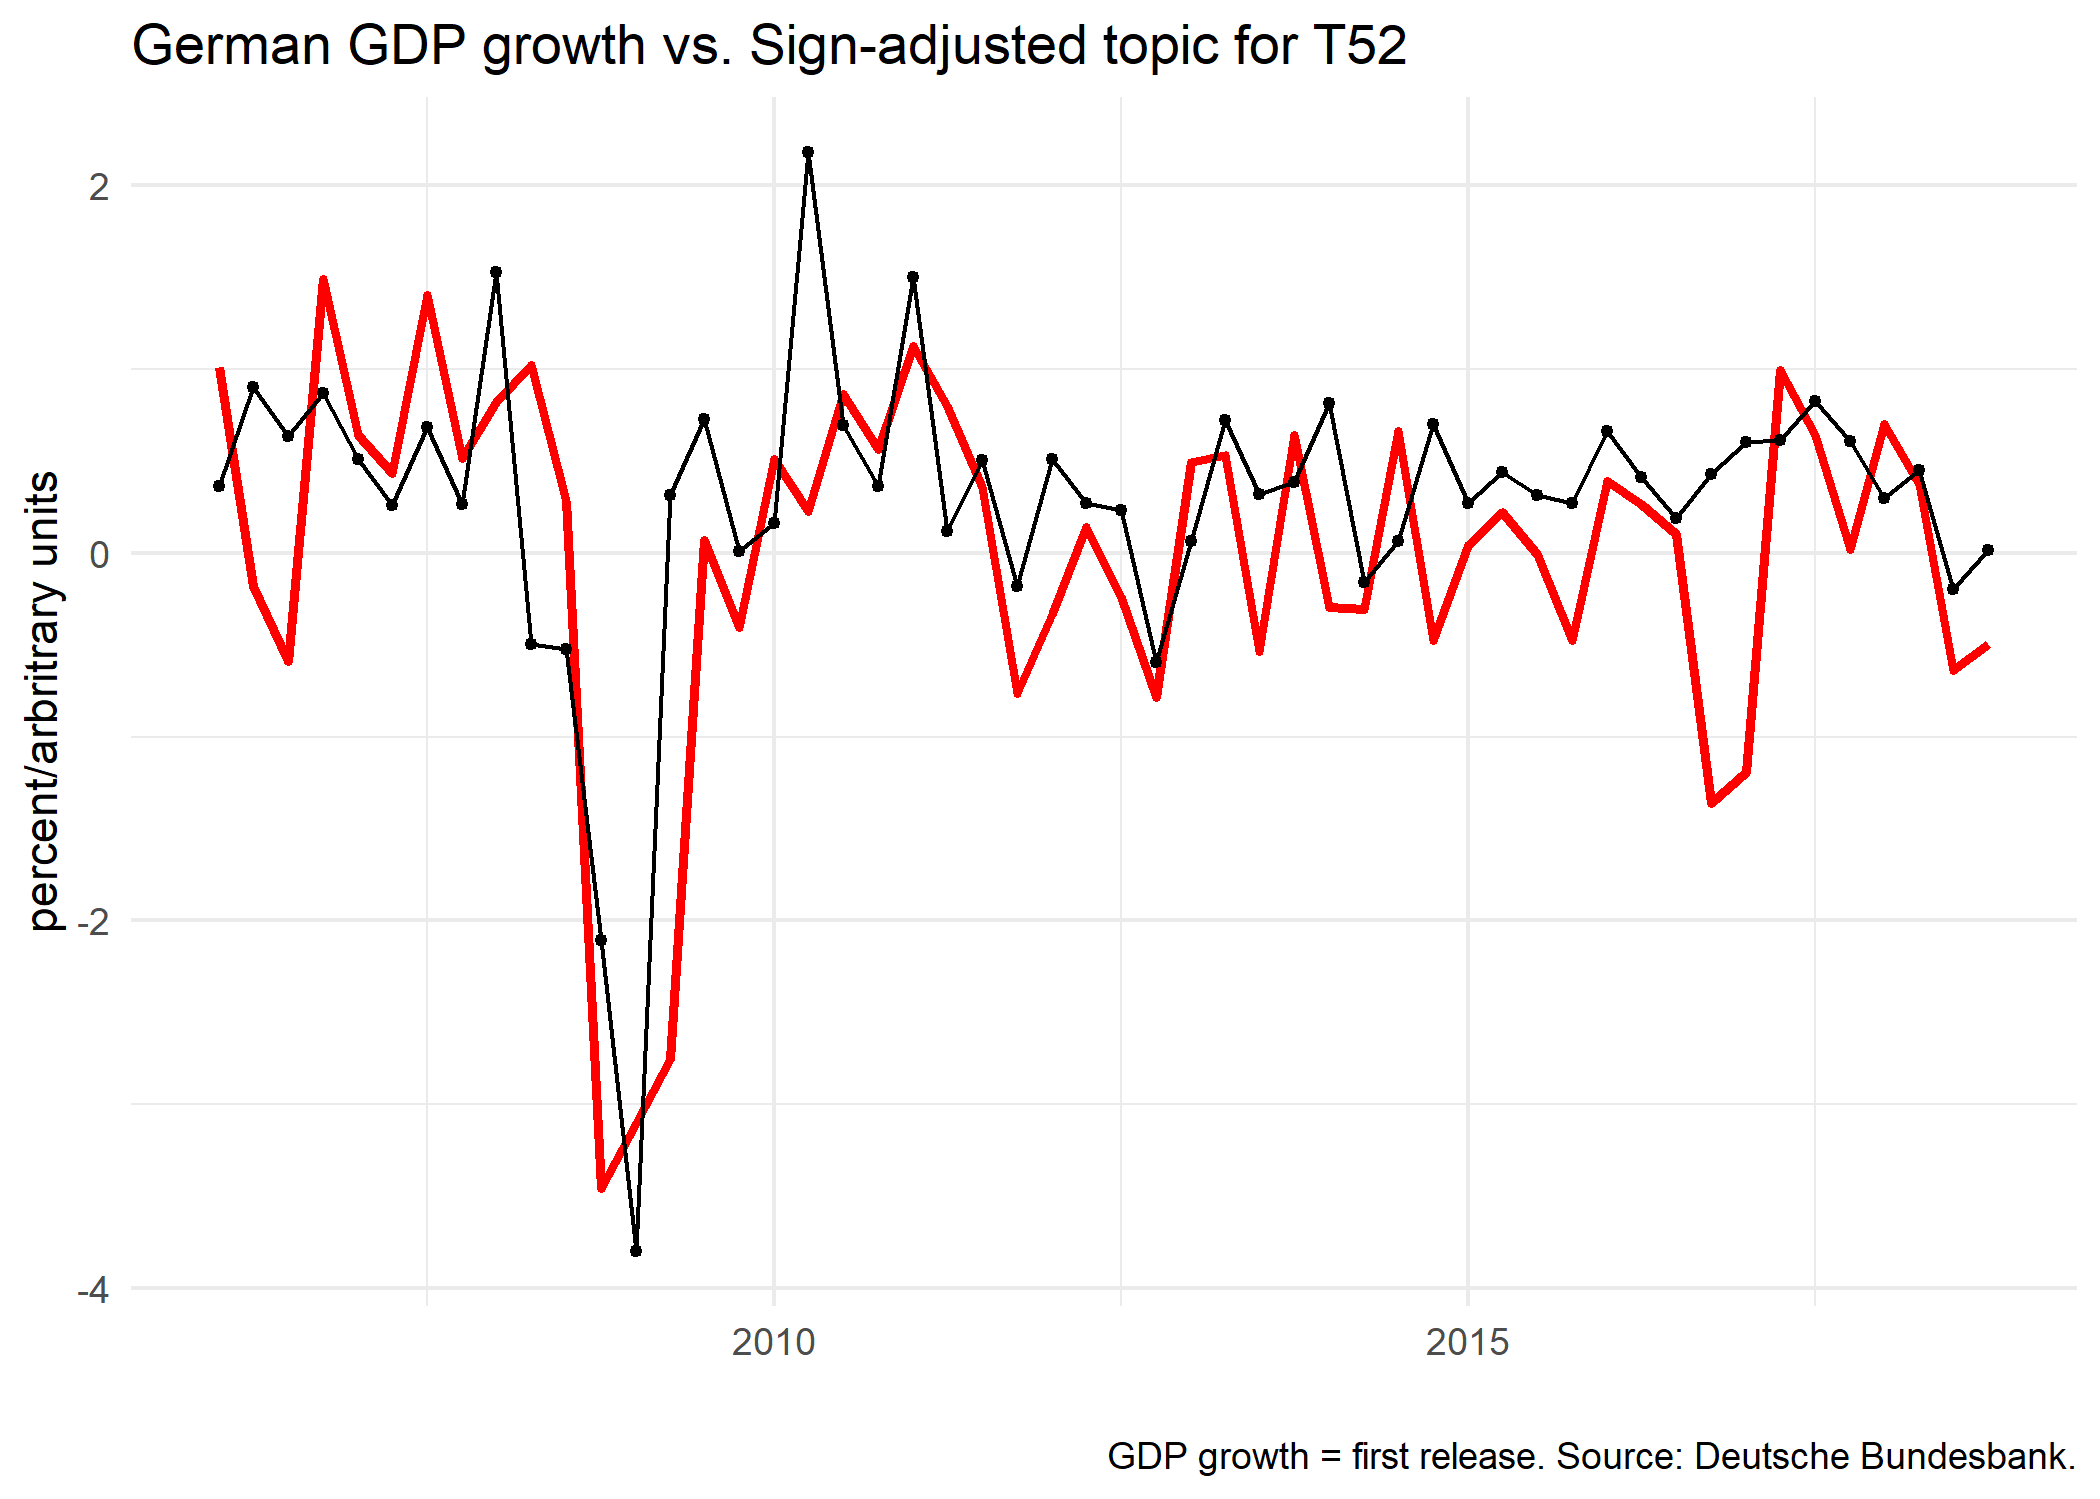 German GDP growth vs. Sign-adjusted topic for T52
percent/arbritrary units
2
0
-2
-4
2010
2015
GDP growth = first release. Source: Deutsche Bundesbank.